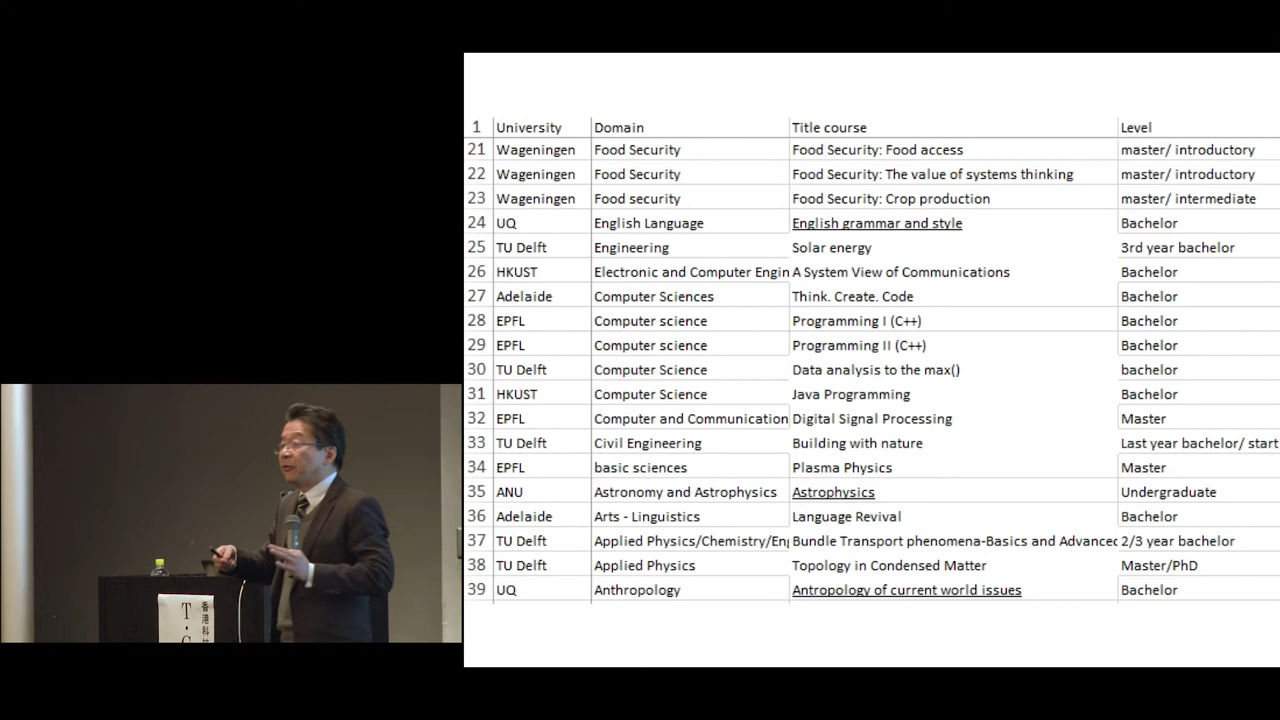 1 University Domain Title course Level
21 Wageningen Food Security Food Security: Food access master/ introductory
22 Wageningen Food Security Food Security: The value of systems thinking master/ introductory
23 Wageningen Food security Food Security: Crop production master/ intermediate
24 UQ English Language English grammar and style Bachelor
25 TU Delft Engineering Solar energy 3rd year bachelor
26 HKUST Electronic and Computer Engin A System View of Communications Bachelor
27 Adelaide Computer Sciences Think. Create. Code Bachelor
28 EPFL Computer science Programming I (C++) Bachelor
29 EPFL Computer science Programming II (C++) Bachelor
30 TU Delft Computer Science Data analysis to the max() bachelor
31 HKUST Computer Science Java Programming Bachelor
32 EPFL Computer and Communication Digital Signal Processing Master
33 TU Delft Civil Engineering Building with nature Last year bachelor/ start
34 EPFL basic sciences Plasma Physics Master
35 ANU Astronomy and Astrophysics Astrophysics Undergraduate
36 Adelaide Arts - Linguistics Language Revival Bachelor
37 TU Delft Applied Physics/Chemistry/Eng Bundle Transport phenomena-Basics and Advanced 2/3 year bachelor
38 TU Delft Applied Physics Topology in Condensed Matter Master/PhD
39 UQ Anthropology Antropology of current world issues Bachelor
香港科技
T.C